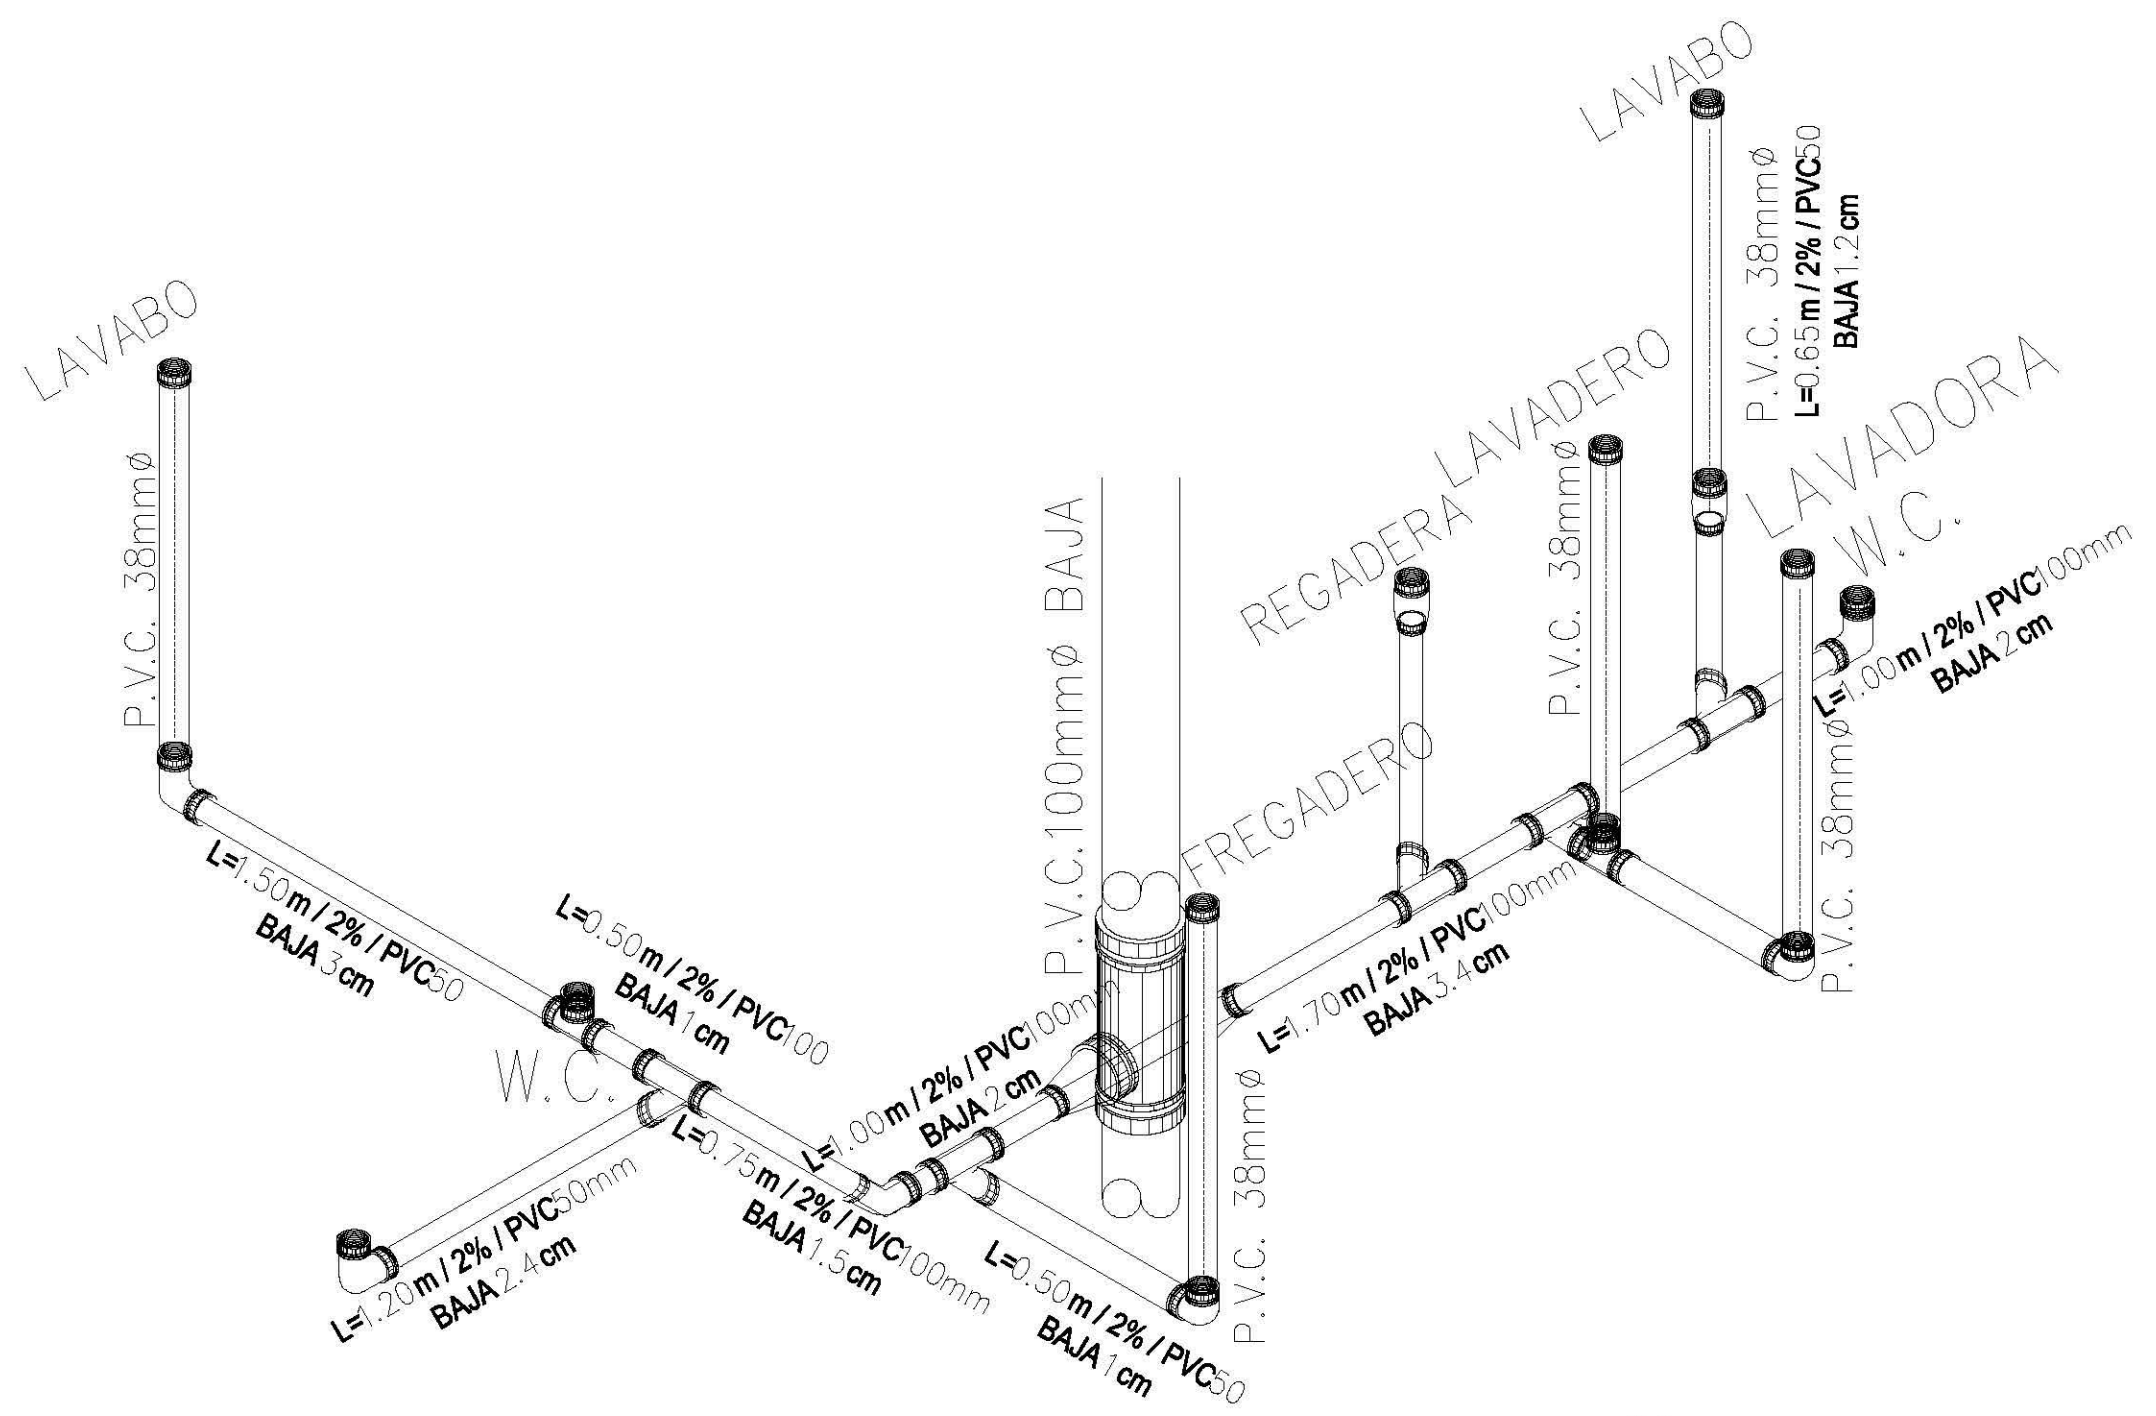 LAVABO
P.V.C. 38mmØ
L=0.65m / 2% / PVC50
BAJA 1.2cm
LAVABO
P.V.C. 38mmØ
LAVADERO
P.V.C. 38mmØ
LAVADORA
W.C.
L=1.00m / 2% / PVC100mm
BAJA 2cm
P.V.C. 38mmØ
REGADERA
P.V.C.100mmØ BAJA
FREGADERO
L=1.70m / 2% / PVC100mm
BAJA 3.4cm
L=1.50m / 2% / PVC50
BAJA 3cm
L=0.50m / 2% / PVC100
BAJA 1cm
W.C.
L=1.00m / 2% / PVC100mm
BAJA 2cm
L=0.75m / 2% / PVC100mm
BAJA 1.5cm
L=1.20m / 2% / PVC50mm
BAJA 2.4cm
P.V.C. 38mmØ
L=0.50m / 2% / PVC50
BAJA 1cm